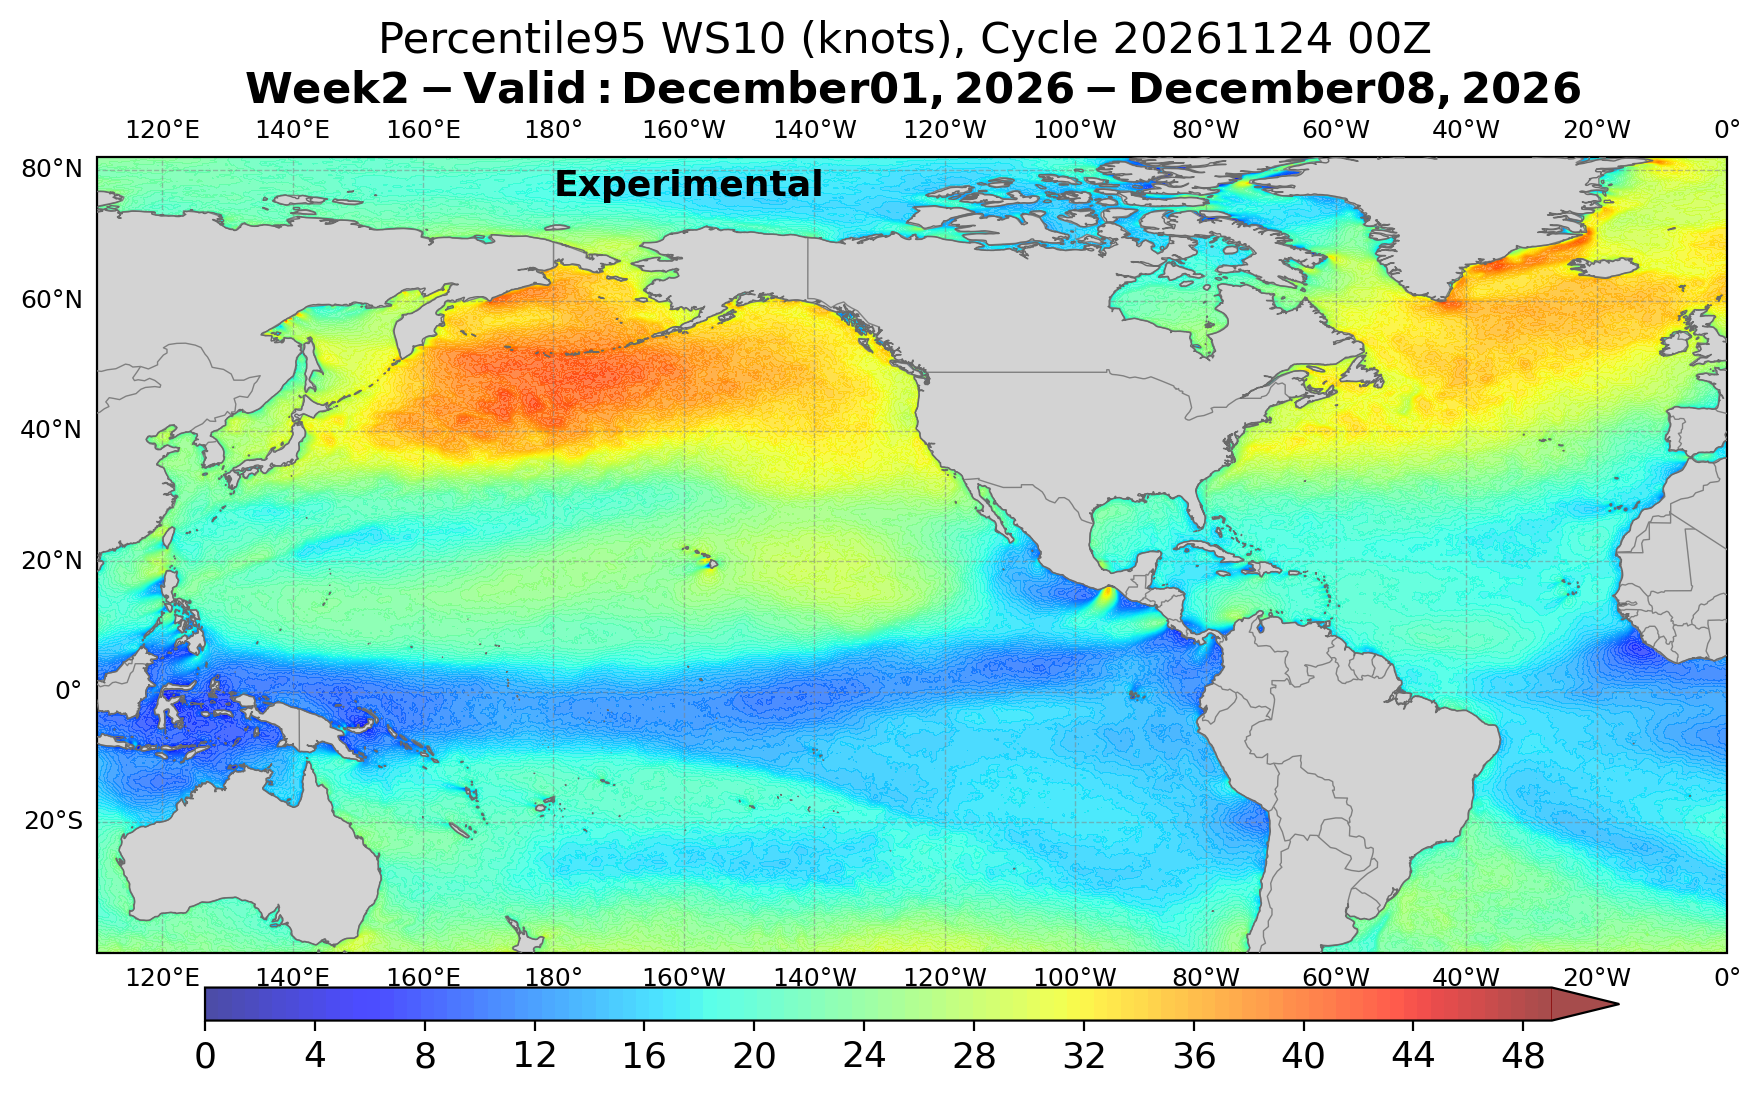 Percentile95 WS10 (knots), Cycle 20261124 00Z
Week2 − Valid : December01, 2026 − December08, 2026
120°E 140°E 160°E 180° 160°W 140°W 120°W 100°W 80°W 60°W 40°W 20°W 0°
80°N
Experimental
60°N
40°N
20°N
0°
20°S
120°E 140°E 160°E 180° 160°W 140°W 120°W 100°W 80°W 60°W 40°W 20°W 0°
0 4 8 12 16 20 24 28 32 36 40 44 48